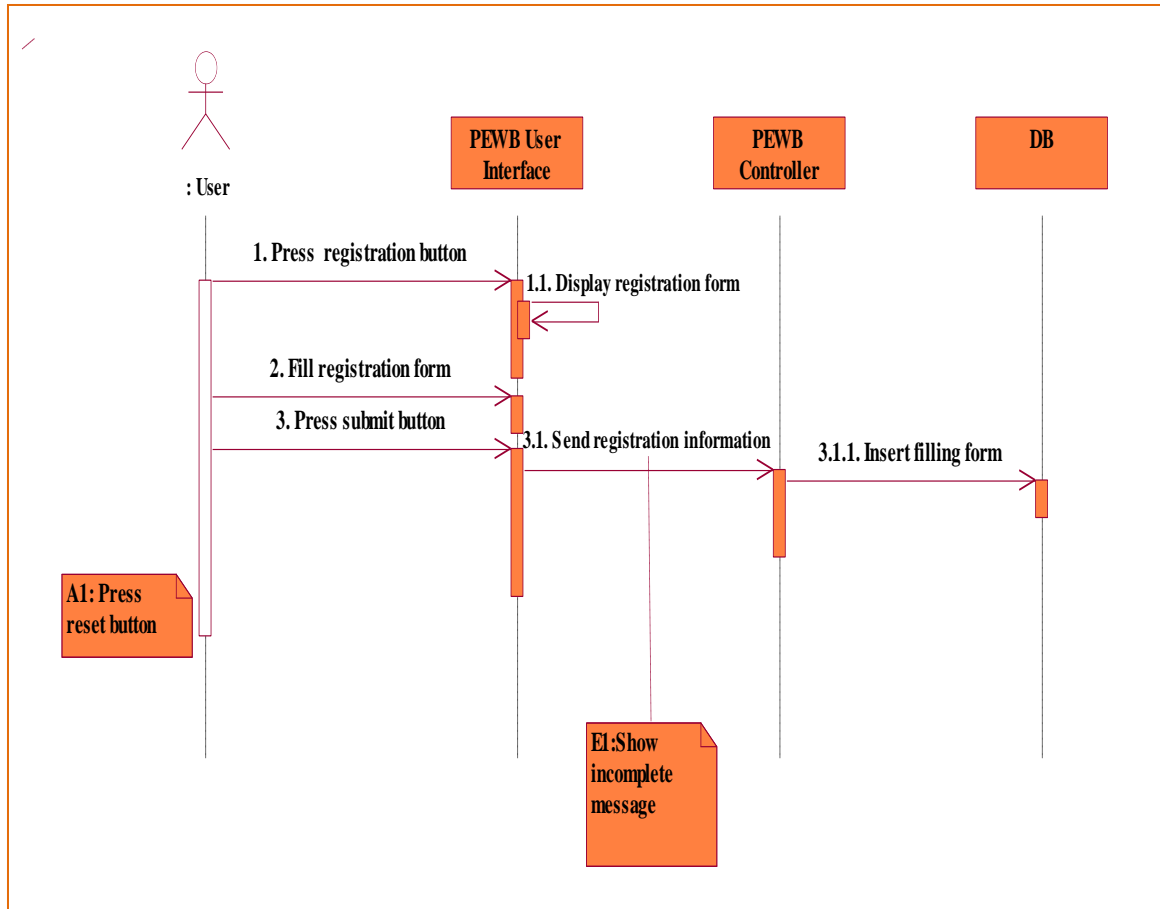 : User
PEWB User
Interface
PEWB
Controller
DB
1. Press registration button
1.1. Display registration form
2. Fill registration form
3. Press submit button
3.1. Send registration information
3.1.1. Insert filling form
A1: Press
reset button
E1:Show
incomplete
message